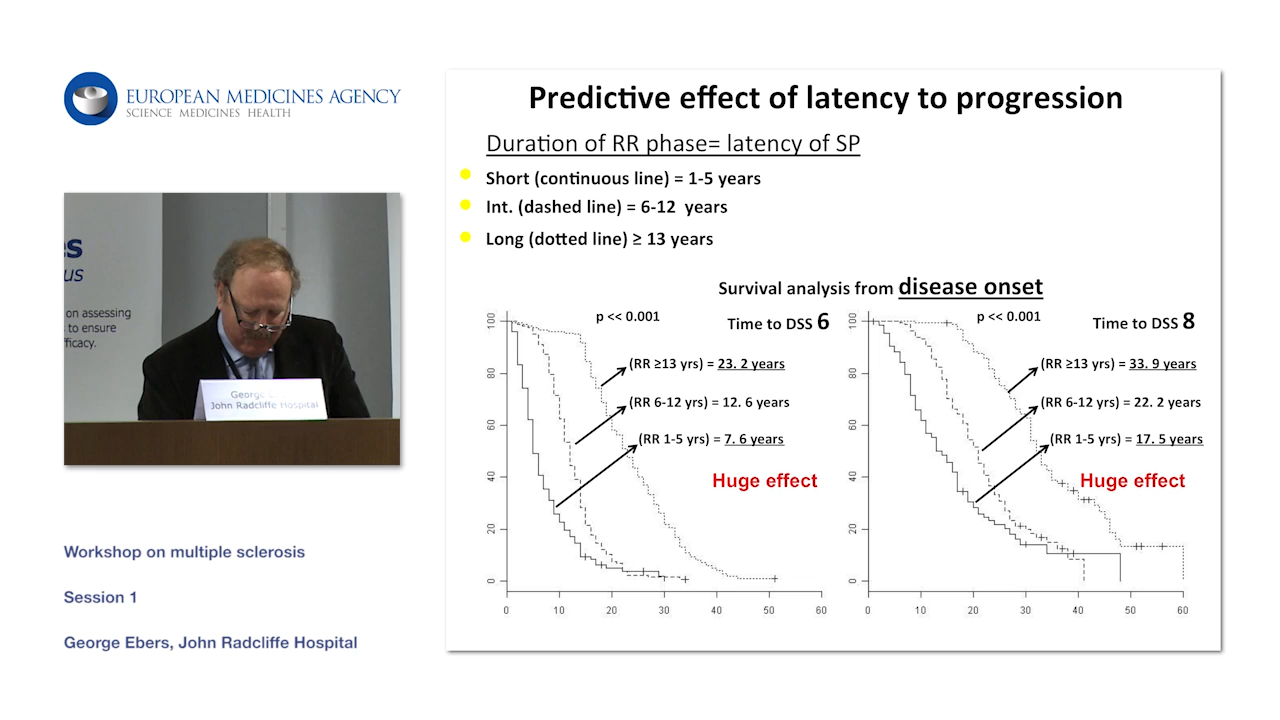 EUROPEAN MEDICINES AGENCY
SCIENCE MEDICINES HEALTH
es
us
on assessing
to ensure
ficacy.
George
John Radcliffe Hospital
Workshop on multiple sclerosis
Session 1
George Ebers, John Radcliffe Hospital
Predictive effect of latency to progression
Duration of RR phase= latency of SP
Short (continuous line) = 1-5 years
Int. (dashed line) = 6-12 years
Long (dotted line) ≥ 13 years
Survival analysis from disease onset
p << 0.001
Time to DSS 6
(RR ≥13 yrs) = 23. 2 years
(RR 6-12 yrs) = 12. 6 years
(RR 1-5 yrs) = 7. 6 years
Huge effect
100
80
60
40
20
0
0 10 20 30 40 50 60
p << 0.001
Time to DSS 8
(RR ≥13 yrs) = 33. 9 years
(RR 6-12 yrs) = 22. 2 years
(RR 1-5 yrs) = 17. 5 years
Huge effect
100
80
60
40
20
0
0 10 20 30 40 50 60